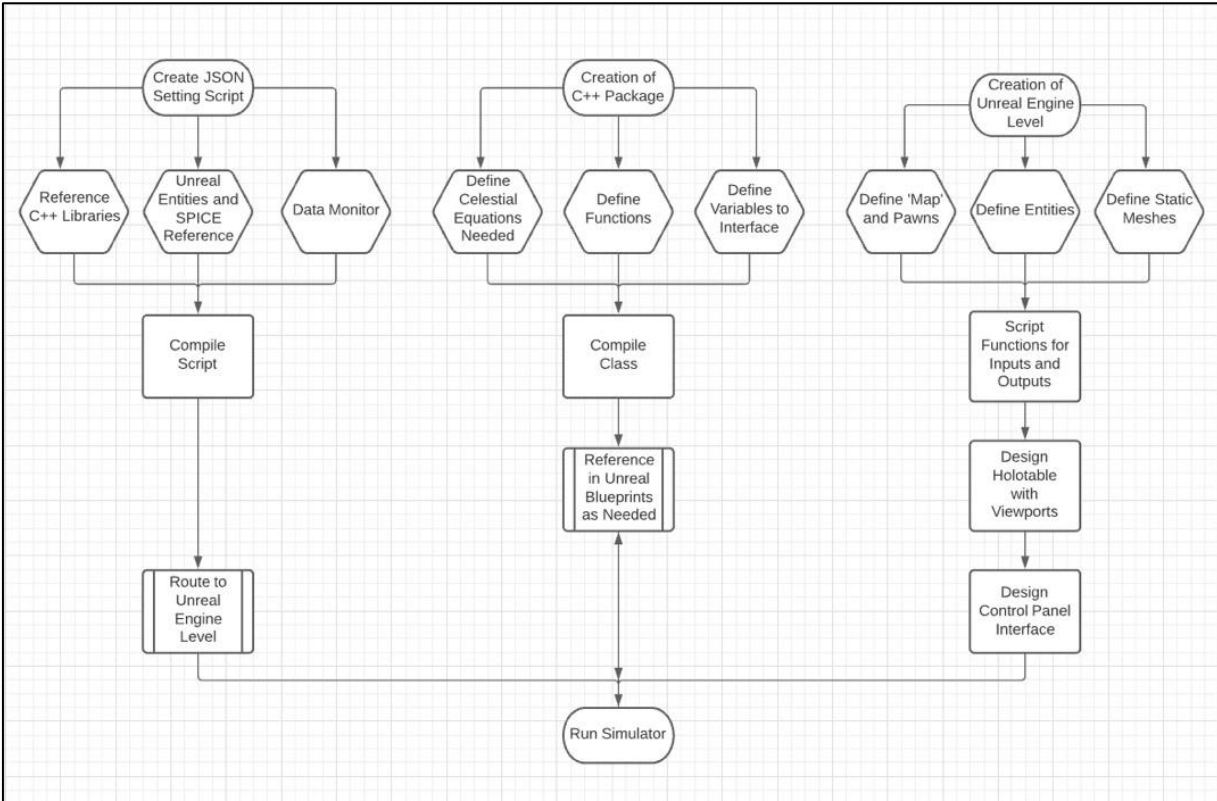 Create JSON
Setting Script
Creation of
C++ Package
Creation of
Unreal Engine
Level
Reference
C++ Libraries
Unreal
Entities and
SPICE
Reference
Data Monitor
Define
Celestial
Equations
Needed
Define
Functions
Define
Variables to
Interface
Define 'Map'
and Pawns
Define Entities
Define Static
Meshes
Compile
Script
Compile
Class
Script
Functions for
Inputs and
Outputs
Reference
in Unreal
Blueprints
as Needed
Design
Holotable
with
Viewports
Route to
Unreal
Engine
Level
Design
Control Panel
Interface
Run Simulator